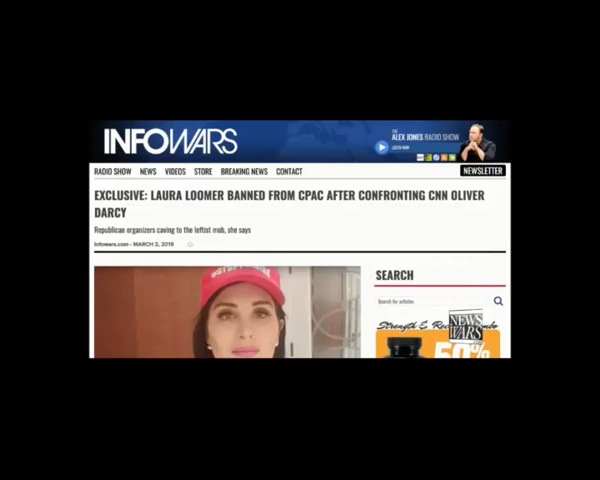 INFOWARS
THE
ALEX JONES RADIO SHOW
LISTEN NOW
RADIO SHOW NEWS VIDEOS STORE BREAKING NEWS CONTACT
NEWSLETTER
EXCLUSIVE: LAURA LOOMER BANNED FROM CPAC AFTER CONFRONTING CNN OLIVER
DARCY
Republican organizers caving to the leftist mob, she says
Infowars.com - MARCH 2, 2019
SEARCH
Search for articles
Strength &
NEWS
WARS
50%